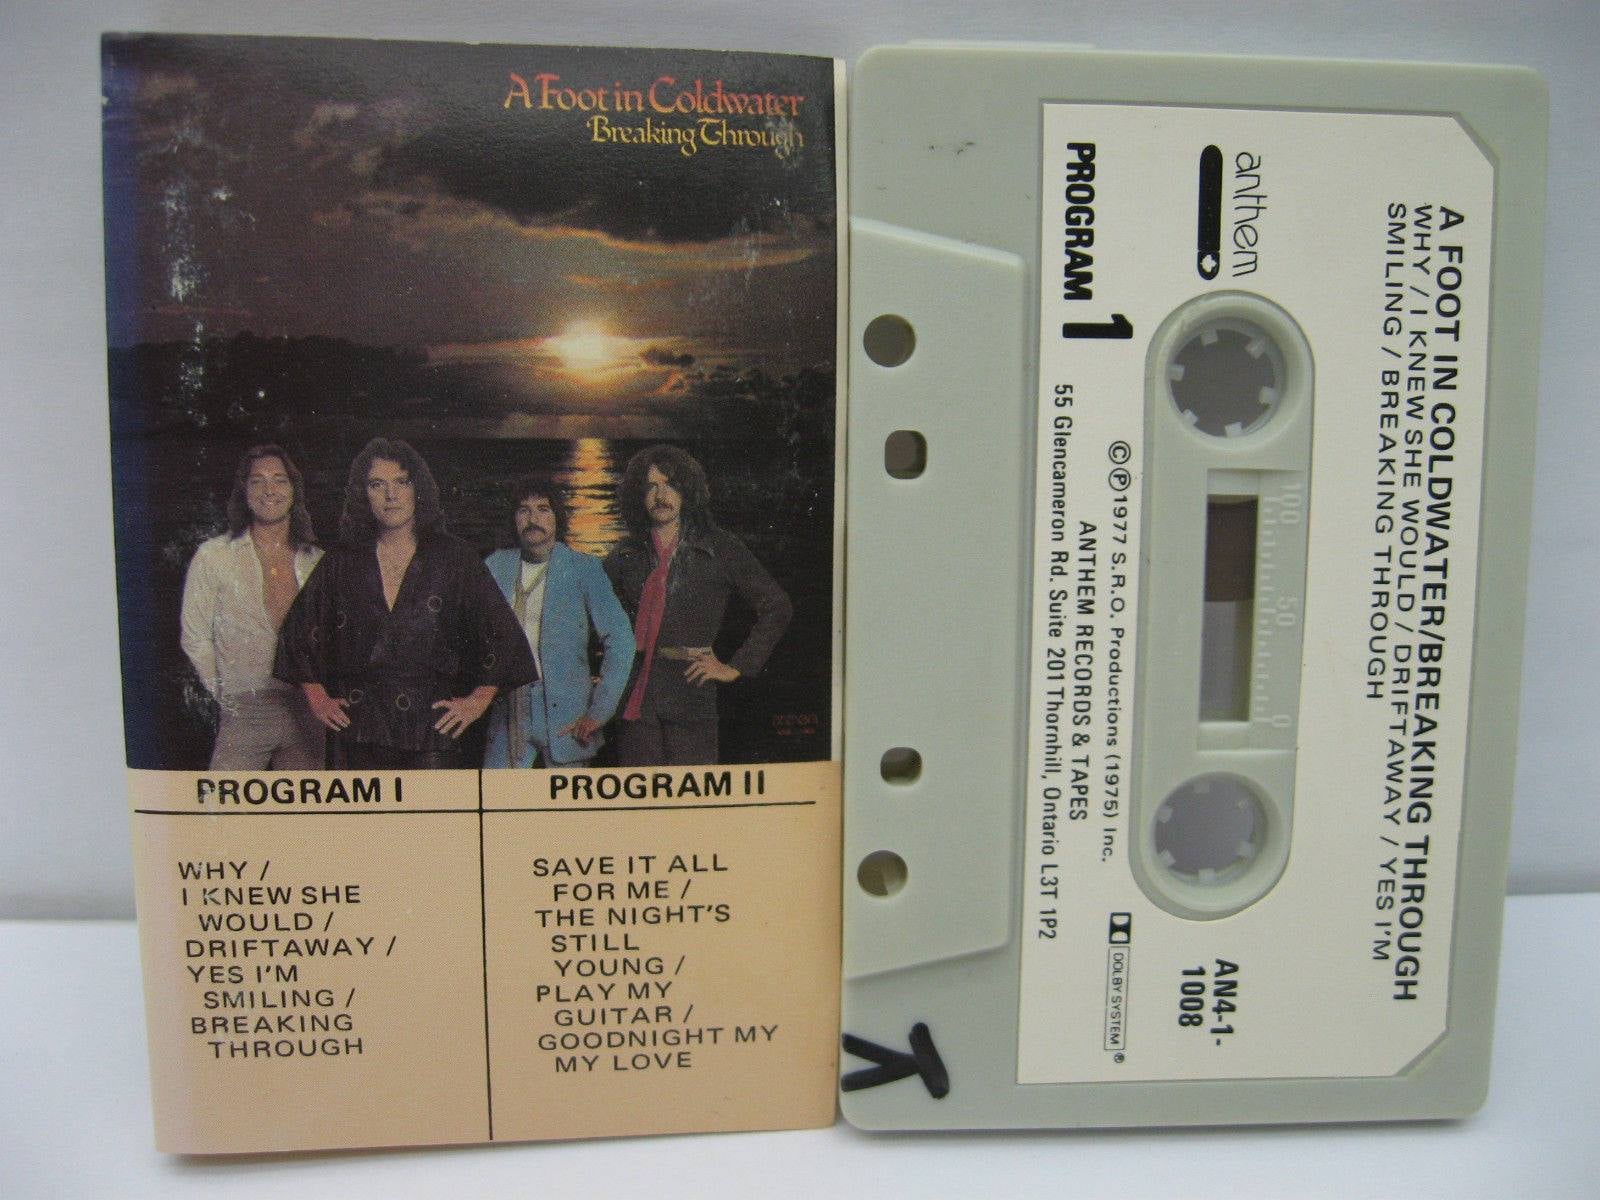 A Foot in Coldwater
Breaking Through
PROGRAM I
WHY /
I KNEW SHE
WOULD /
DRIFTAWAY /
YES I'M
SMILING /
BREAKING
THROUGH
PROGRAM II
SAVE IT ALL
FOR ME /
THE NIGHT'S
STILL
YOUNG /
PLAY MY
GUITAR /
GOODNIGHT MY
MY LOVE
A FOOT IN COLDWATER/BREAKING THROUGH
WHY / I KNEW SHE WOULD / DRIFTAWAY / YES I'M
SMILING / BREAKING THROUGH
anthem
PROGRAM 1
100 50 0
AN4-1-
1008
©℗1977 S.R.O. Productions (1975) Inc.
ANTHEM RECORDS & TAPES
55 Glencameron Rd. Suite 201 Thornhill, Ontario L3T 1P2
DOLBY SYSTEM ®